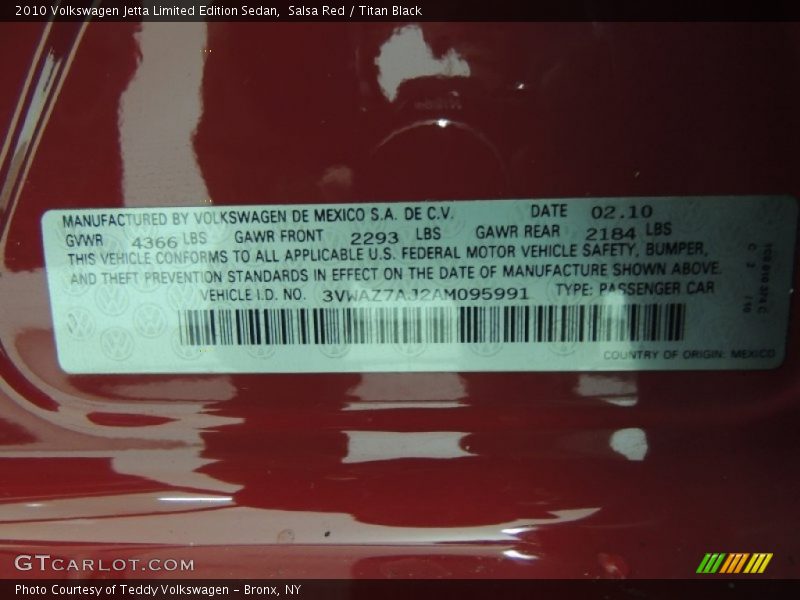 2010 Volkswagen Jetta Limited Edition Sedan,  Salsa Red / Titan Black
MANUFACTURED BY VOLKSWAGEN DE MEXICO S.A. DE C.V. DATE 02.10
GVWR 4366 LBS GAWR FRONT 2293 LBS GAWR REAR 2184 LBS
THIS VEHICLE CONFORMS TO ALL APPLICABLE U.S. FEDERAL MOTOR VEHICLE SAFETY, BUMPER,
AND THEFT PREVENTION STANDARDS IN EFFECT ON THE DATE OF MANUFACTURE SHOWN ABOVE.
VEHICLE I.D. NO. 3VWAZ7AJ2AM095991 TYPE: PASSENGER CAR
COUNTRY OF ORIGIN: MEXICO
GTCARLOT.COM
Photo Courtesy of Teddy Volkswagen - Bronx, NY